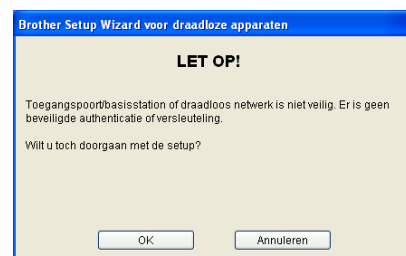 Brother Setup Wizard voor draadloze apparaten
LET OP!
Toegangspoort/basisstation of draadloos netwerk is niet veilig. Er is geen
beveiligde authenticatie of versleuteling.
Wilt u toch doorgaan met de setup?
OK
Annuleren